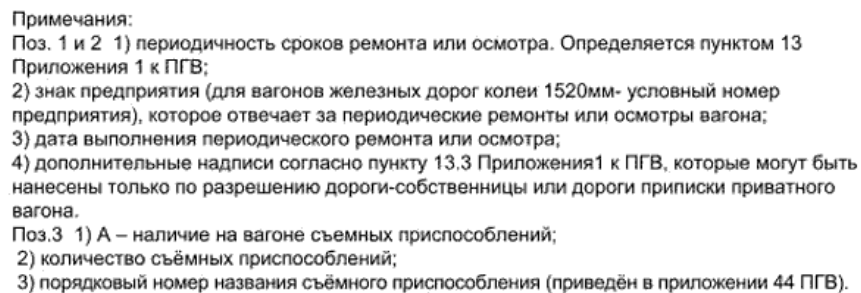 Примечания:
Поз. 1 и 2  1) периодичность сроков ремонта или осмотра. Определяется пунктом 13
Приложения 1 к ПГВ;
2) знак предприятия (для вагонов железных дорог колеи 1520мм- условный номер
предприятия), которое отвечает за периодические ремонты или осмотры вагона;
3) дата выполнения периодического ремонта или осмотра;
4) дополнительные надписи согласно пункту 13.3 Приложения1 к ПГВ, которые могут быть
нанесены только по разрешению дороги-собственницы или дороги приписки приватного
вагона.
Поз.3  1) А – наличие на вагоне съемных приспособлений;
2) количество съёмных приспособлений;
3) порядковый номер названия съёмного приспособления (приведён в приложении 44 ПГВ).